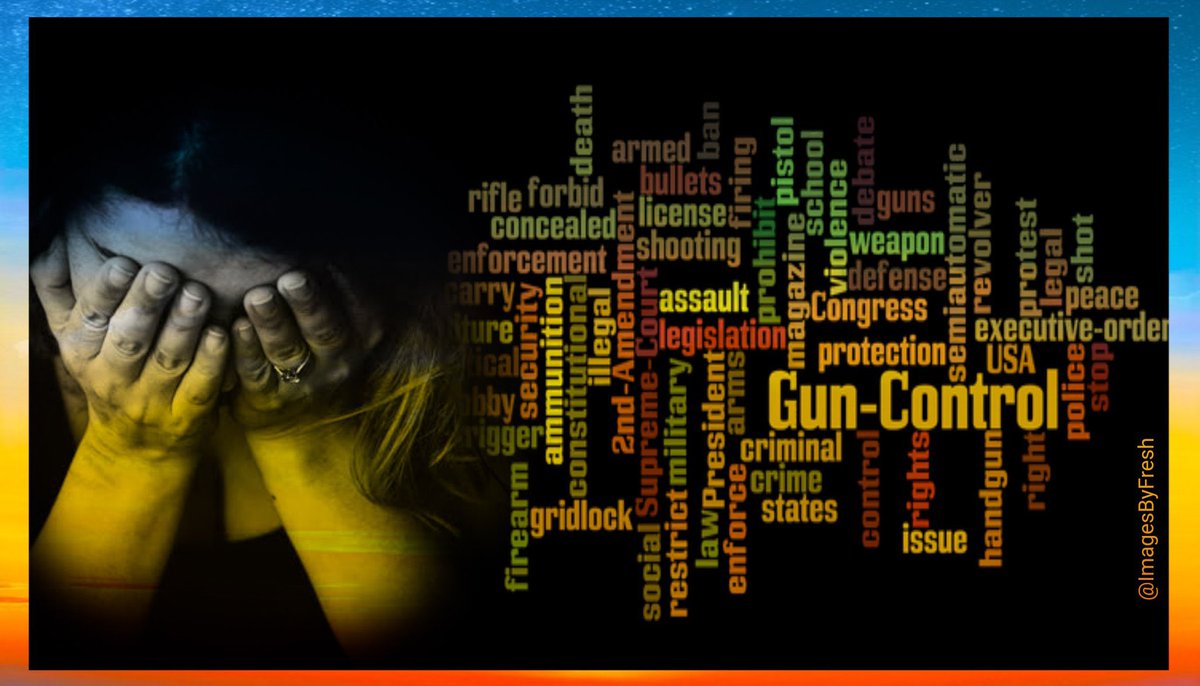 death
ban
armed
pistol
debate
school
firing
semiautomatic
violence
bullets
rifle
forbid
guns
revolver
2nd-Amendment
prohibit
license
protest
concealed
magazine
shot
legal
shooting
weapon
enforcement
defense
Supreme-Court
carry
security
ammunition
constitutional
illegal
assault
Congress
peace
legislation
executive-order
protection
USA
police
stop
military
President
arms
Gun-Control
trigger
criminal
control
rights
handgun
right
firearm
enforce
crime
restrict
law
states
gridlock
social
issue
@ImagesByFresh